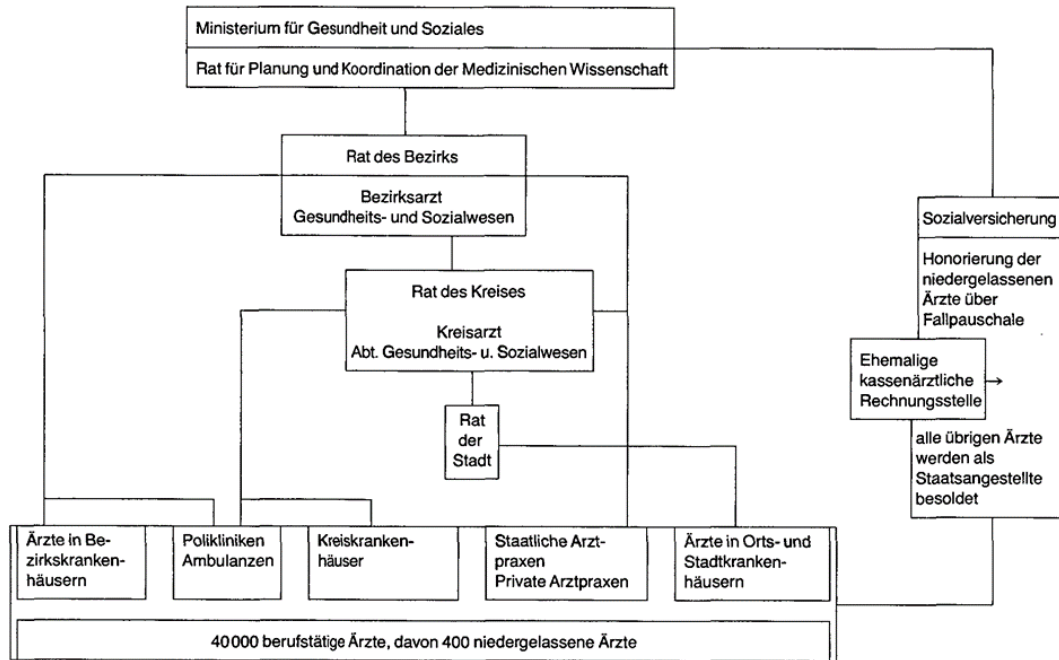 Ministerium für Gesundheit und Soziales
Rat für Planung und Koordination der Medizinischen Wissenschaft
Rat des Bezirks
Bezirksarzt
Gesundheits- und Sozialwesen
Rat des Kreises
Kreisarzt
Abt. Gesundheits- u. Sozialwesen
Rat
der
Stadt
Sozialversicherung
Honorierung der
niedergelassenen
Ärzte über
Fallpauschale
Ehemalige
kassenärztliche →
Rechnungsstelle
alle übrigen Ärzte
werden als
Staatsangestellte
besoldet
Ärzte in Be-
zirkskranken-
häusern
Polikliniken
Ambulanzen
Kreiskranken-
häuser
Staatliche Arzt-
praxen
Private Arztpraxen
Ärzte in Orts- und
Stadtkranken-
häusern
40 000 berufstätige Ärzte, davon 400 niedergelassene Ärzte